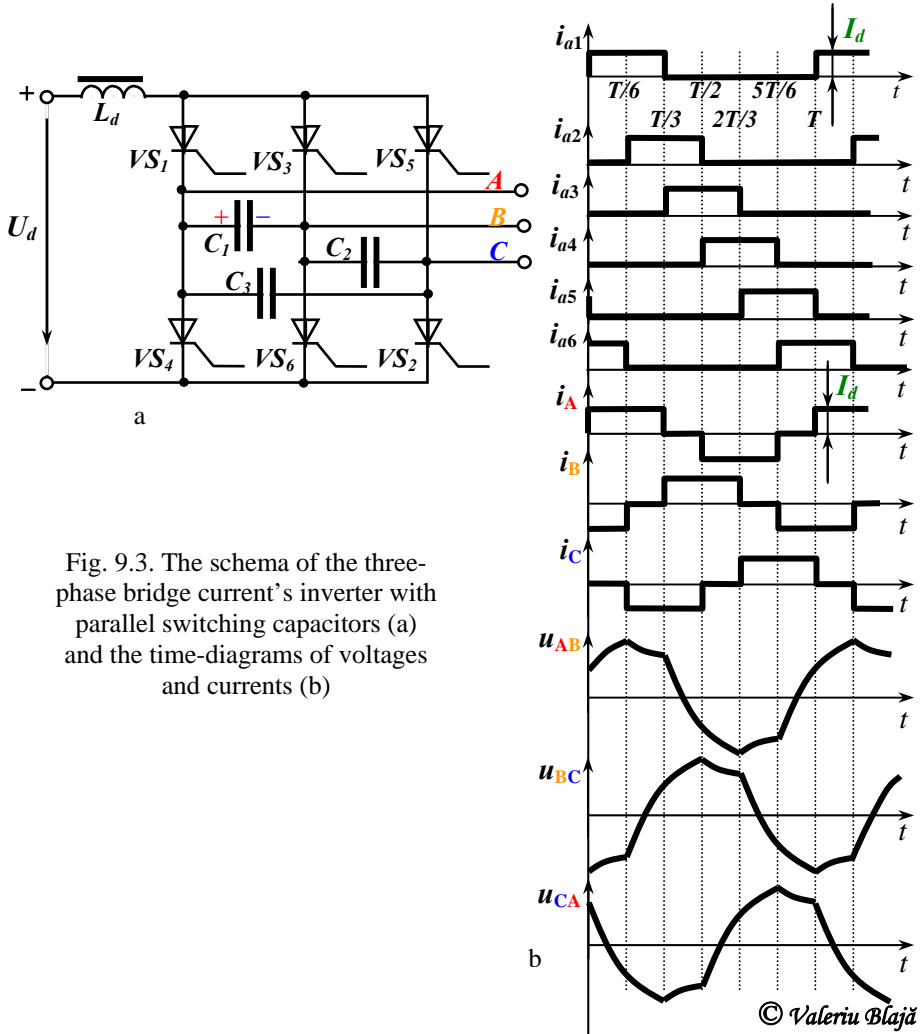 +
L_d
VS_1
VS_3
VS_5
A
B
C
+ −
C_1
C_2
C_3
U_d
VS_4
VS_6
VS_2
−
a
Fig. 9.3. The schema of the three-
phase bridge current's inverter with
parallel switching capacitors (a)
and the time-diagrams of voltages
and currents (b)
i_a1
I_d
T/6 T/2 5T/6 t
T/3 2T/3 T
i_a2
t
i_a3
t
i_a4
t
i_a5
t
i_a6
t
i_A
I_d
t
i_B
t
i_C
t
u_AB
t
u_BC
t
u_CA
t
b
© Valeriu Blajă